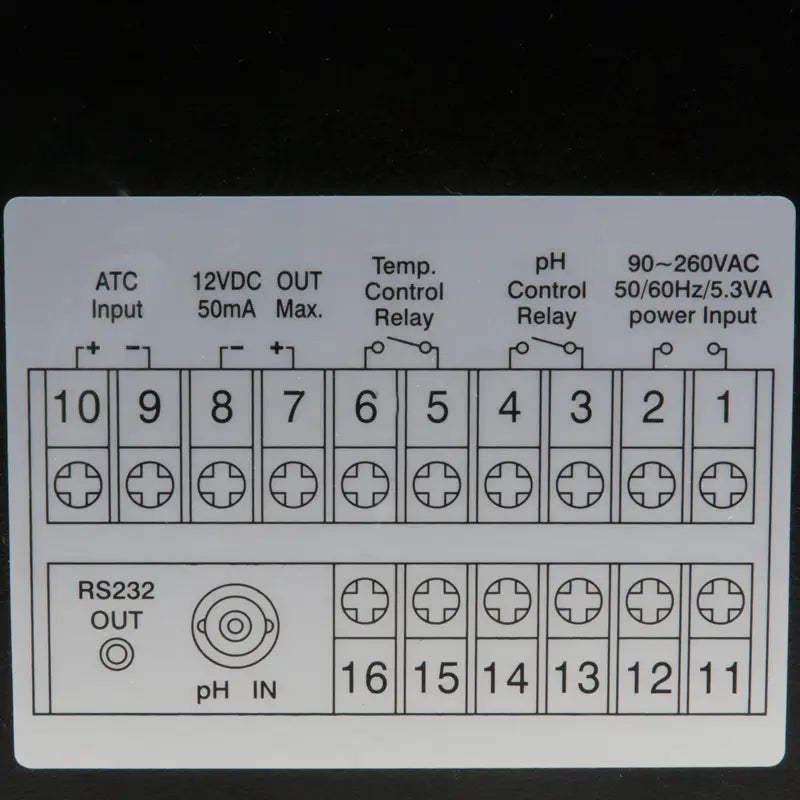 ATC
Input
12VDC OUT
50mA Max.
Temp.
Control
Relay
pH
Control
Relay
90~260VAC
50/60Hz/5.3VA
power Input
+ − − +
10 9 8 7 6 5 4 3 2 1
RS232
OUT
pH IN
16 15 14 13 12 11